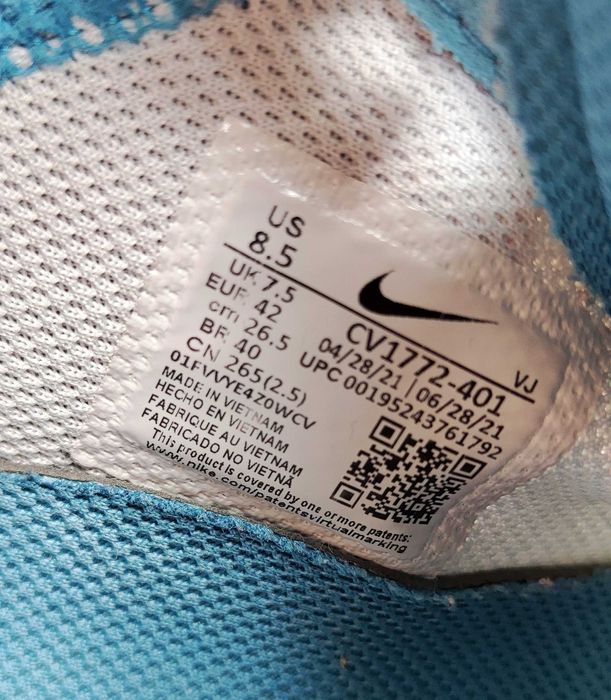 US
8.5
UK 7.5
EUR 42
cm 26.5
BR 40
CN 265(2.5)
CV1772-401
VJ
04/28/21 | 06/28/21
UPC 00195243761792
MADE IN VIETNAM
HECHO EN VIETNAM
FABRIQUE AU VIETNAM
FABRICADO NO VIETNÃ
This product is covered by one or more patents:
www.nike.com/patentsvirtualmarking